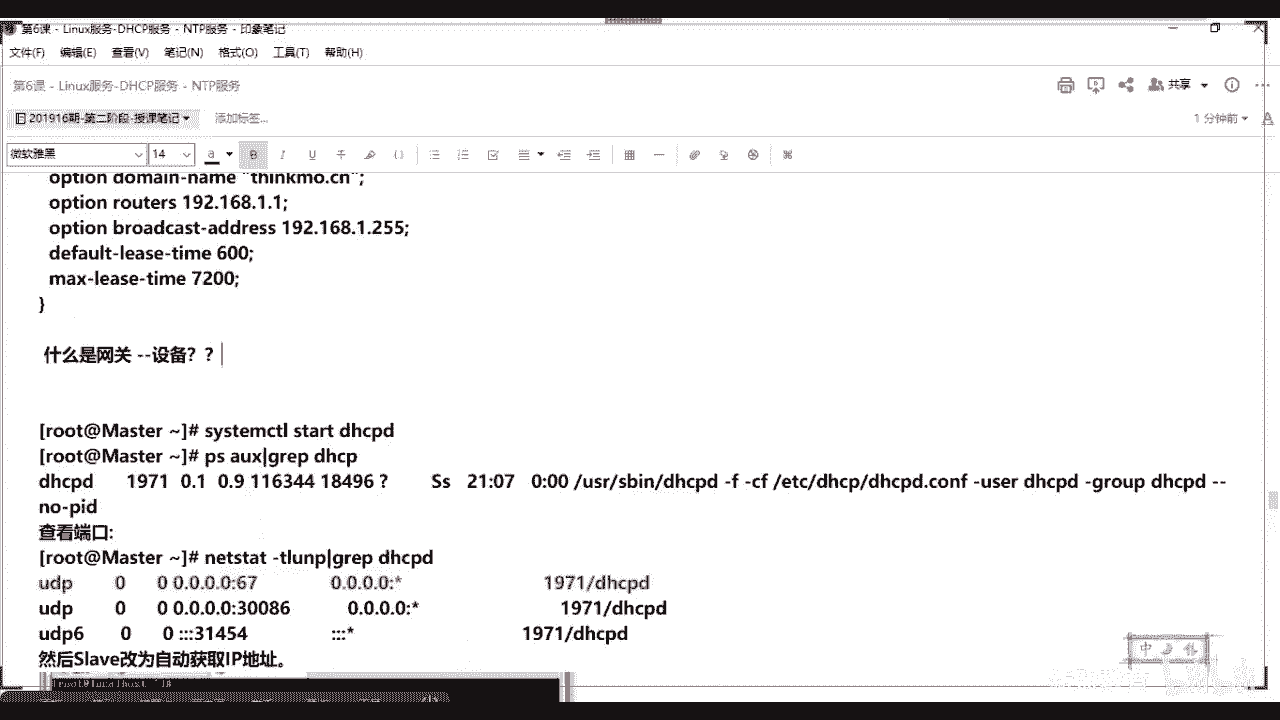 第6课 - Linux服务-DHCP服务 - NTP服务 - 印象笔记
文件(F) 编辑(E) 查看(V) 笔记(N) 格式(O) 工具(T) 帮助(H)
第6课 - Linux服务-DHCP服务 - NTP服务
共享
201916期-第二阶段-授课笔记
添加标签...
1 分钟前
微软雅黑 14
option domain-name "thinkmo.cn";
option routers 192.168.1.1;
option broadcast-address 192.168.1.255;
default-lease-time 600;
max-lease-time 7200;
}
什么是网关 --设备？？
[root@Master ~]# systemctl start dhcpd
[root@Master ~]# ps aux|grep dhcp
dhcpd 1971 0.1 0.9 116344 18496 ? Ss 21:07 0:00 /usr/sbin/dhcpd -f -cf /etc/dhcp/dhcpd.conf -user dhcpd -group dhcpd --
no-pid
查看端口:
[root@Master ~]# netstat -tlunp|grep dhcpd
udp 0 0 0.0.0.0:67 0.0.0.0:* 1971/dhcpd
udp 0 0 0.0.0.0:30086 0.0.0.0:* 1971/dhcpd
udp6 0 0 :::31454 :::* 1971/dhcpd
然后Slave改为自动获取IP地址。
[root@localhost ~]#